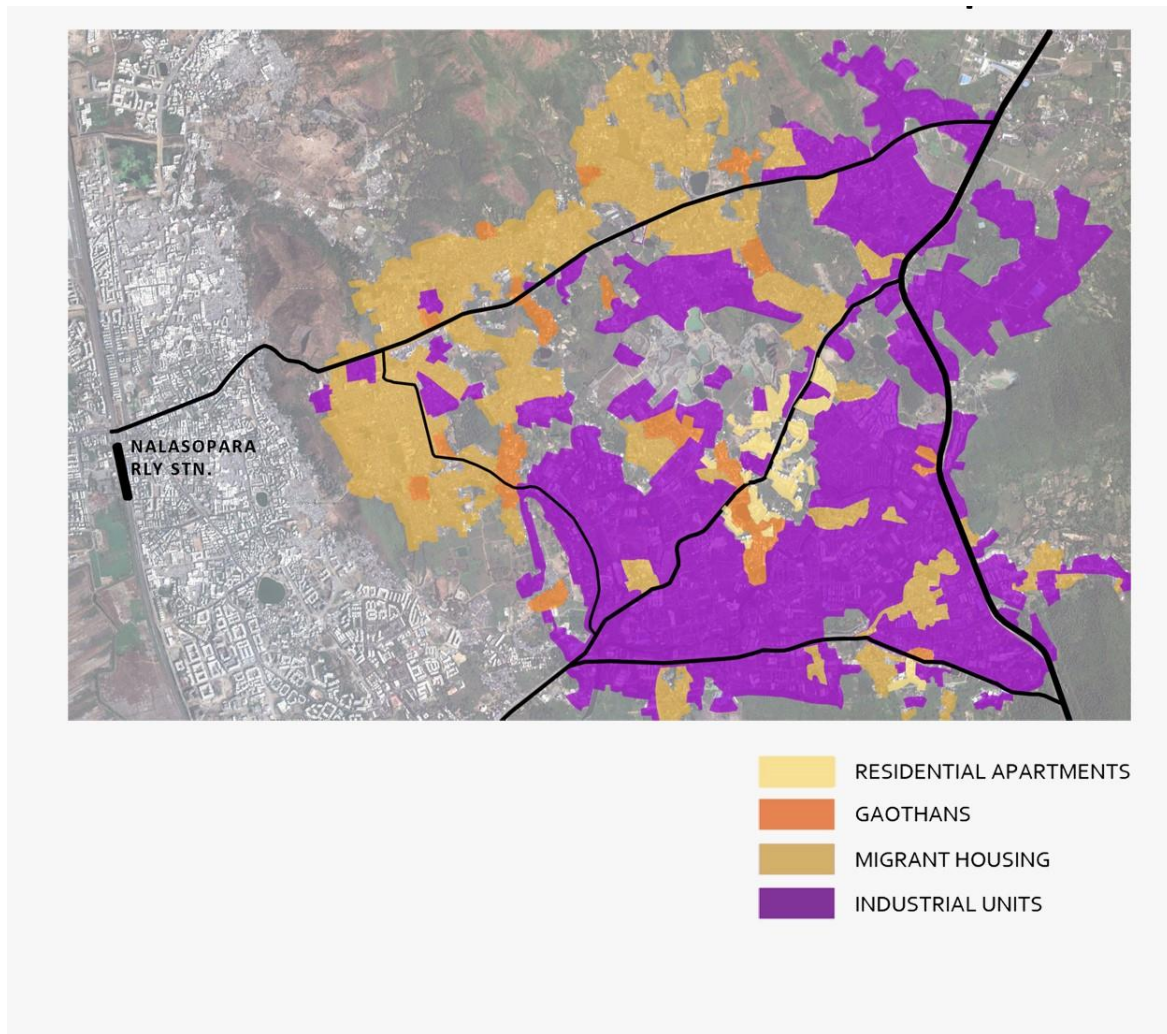 NALASOPARA
RLY STN.
RESIDENTIAL APARTMENTS
GAOTHANS
MIGRANT HOUSING
INDUSTRIAL UNITS